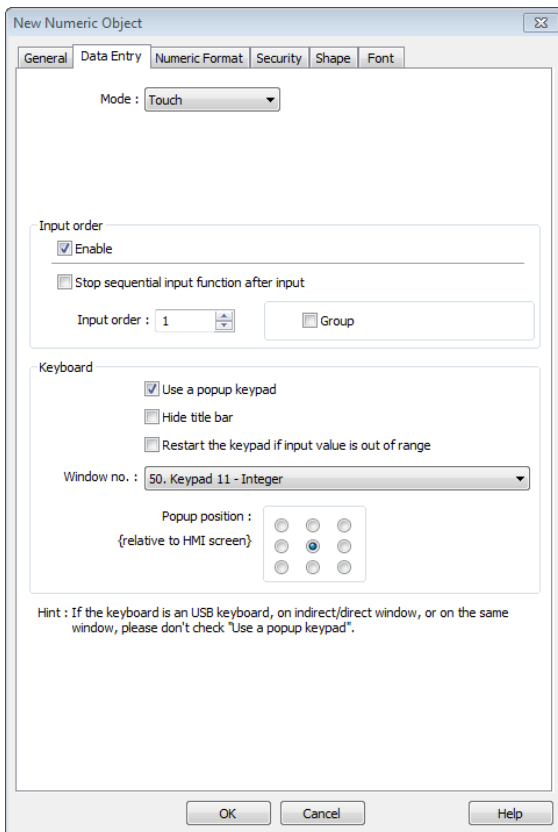 New Numeric Object
General Data Entry Numeric Format Security Shape Font
Mode : Touch
Input order
Enable
Stop sequential input function after input
Input order : 1 Group
Keyboard
Use a popup keypad
Hide title bar
Restart the keypad if input value is out of range
Window no. : 50. Keypad 11 - Integer
Popup position :
{relative to HMI screen}
Hint : If the keyboard is an USB keyboard, on indirect/direct window, or on the same
window, please don't check "Use a popup keypad".
OK Cancel Help